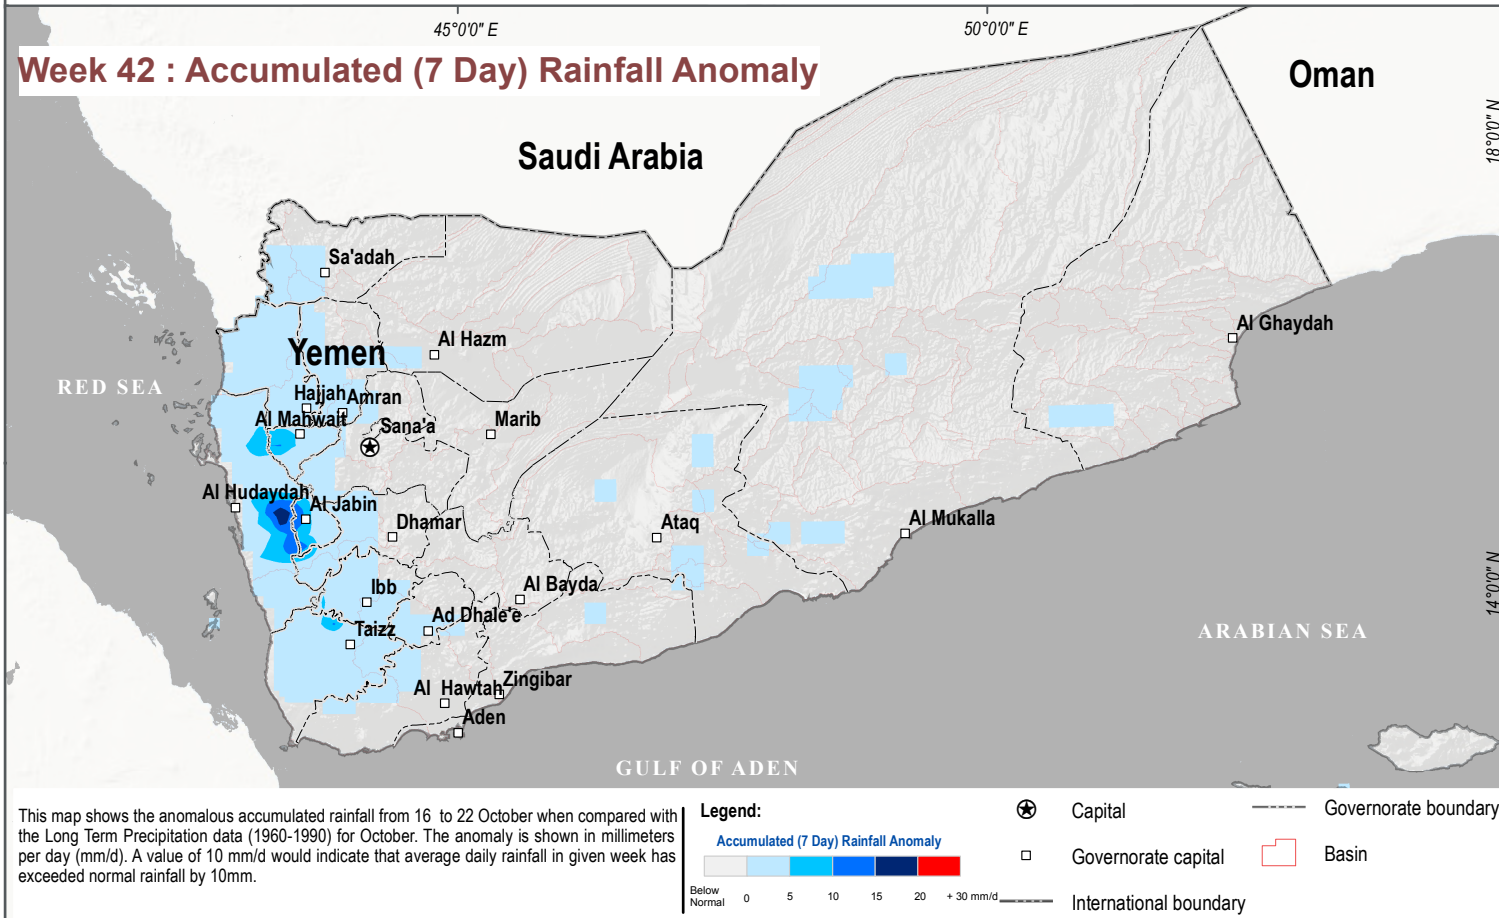 45°0'0" E
50°0'0" E
Week 42 : Accumulated (7 Day) Rainfall Anomaly
Oman
18°0'0" N
Saudi Arabia
Sa'adah
Al Ghaydah
Al Hazm
Yemen
RED SEA
Hajjah
Amran
Al Mahwait
Sana'a
Marib
Al Hudaydah
Al Jabin
Dhamar
Ataq
Al Mukalla
14°0'0" N
Ibb
Al Bayda
Ad Dhale'e
Taizz
ARABIAN SEA
Al Hawtah
Zingibar
Aden
GULF OF ADEN
This map shows the anomalous accumulated rainfall from 16 to 22 October when compared with
the Long Term Precipitation data (1960-1990) for October. The anomaly is shown in millimeters
per day (mm/d). A value of 10 mm/d would indicate that average daily rainfall in given week has
exceeded normal rainfall by 10mm.
Legend:
Accumulated (7 Day) Rainfall Anomaly
Below
Normal
0
5
10
15
20
+ 30 mm/d
Capital
Governorate capital
International boundary
Governorate boundary
Basin